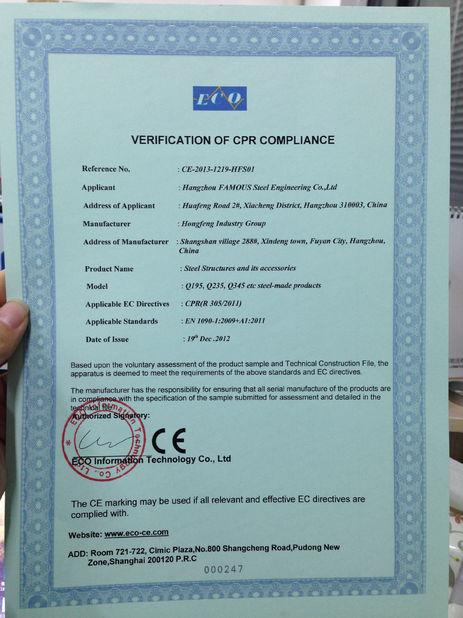 ECO
VERIFICATION OF CPR COMPLIANCE
Reference No. : CE-2013-1219-HFS01
Applicant : Hangzhou FAMOUS Steel Engineering Co.,Ltd
Address of Applicant : Huafeng Road 2#, Xiacheng District, Hangzhou 310003, China
Manufacturer : Hongfeng Industry Group
Address of Manufacturer : Shangshan village 288#, Xindeng town, Fuyan City, Hangzhou,
China
Product Name : Steel Structures and its accessories
Model : Q195, Q235, Q345 etc steel-made products
Applicable EC Directives : CPR(R 305/2011)
Applicable Standards : EN 1090-1:2009+A1:2011
Date of Issue : 19th Dec .2012
Based upon the voluntary assessment of the product sample and Technical Construction File, the
apparatus is deemed to meet the requirements of the above standards and EC directives.
The manufacturer has the responsibility for ensuring that all serial manufacture of the products are
in compliance with the specification of the sample submitted for assessment and detailed in the
technical file
Authorized Signatory:
CE
ECO Information Technology Co., Ltd
The CE marking may be used if all relevant and effective EC directives are
complied with.
Website: www.eco-ce.com
ADD: Room 721-722, Cimic Plaza,No.800 Shangcheng Road,Pudong New
Zone,Shanghai 200120 P.R.C
000247